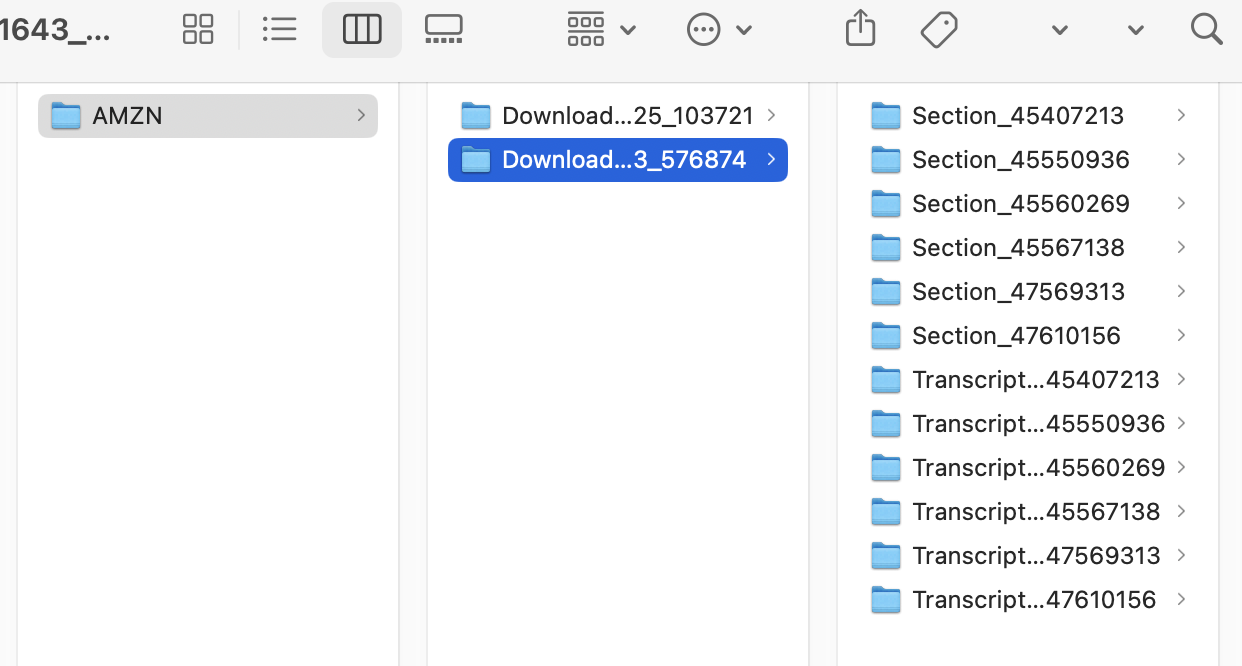 1643_...
AMZN
Download...25_103721
Download...3_576874
Section_45407213
Section_45550936
Section_45560269
Section_45567138
Section_47569313
Section_47610156
Transcript...45407213
Transcript...45550936
Transcript...45560269
Transcript...45567138
Transcript...47569313
Transcript...47610156